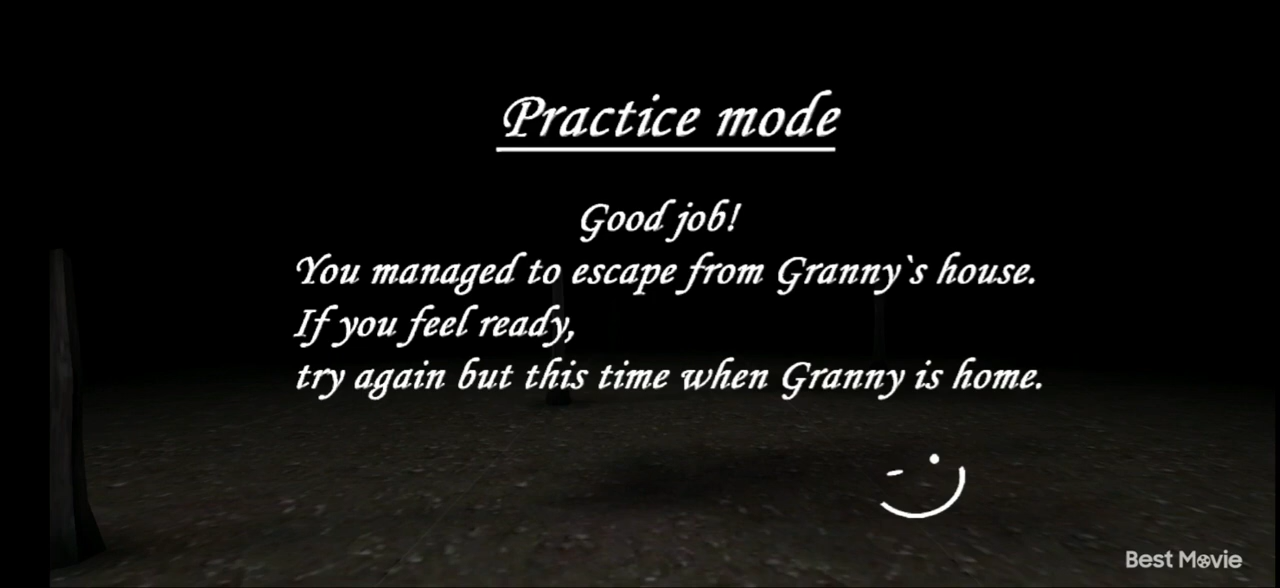 Practice mode
Good job!
You managed to escape from Granny`s house.
If you feel ready,
try again but this time when Granny is home.
Best Movie